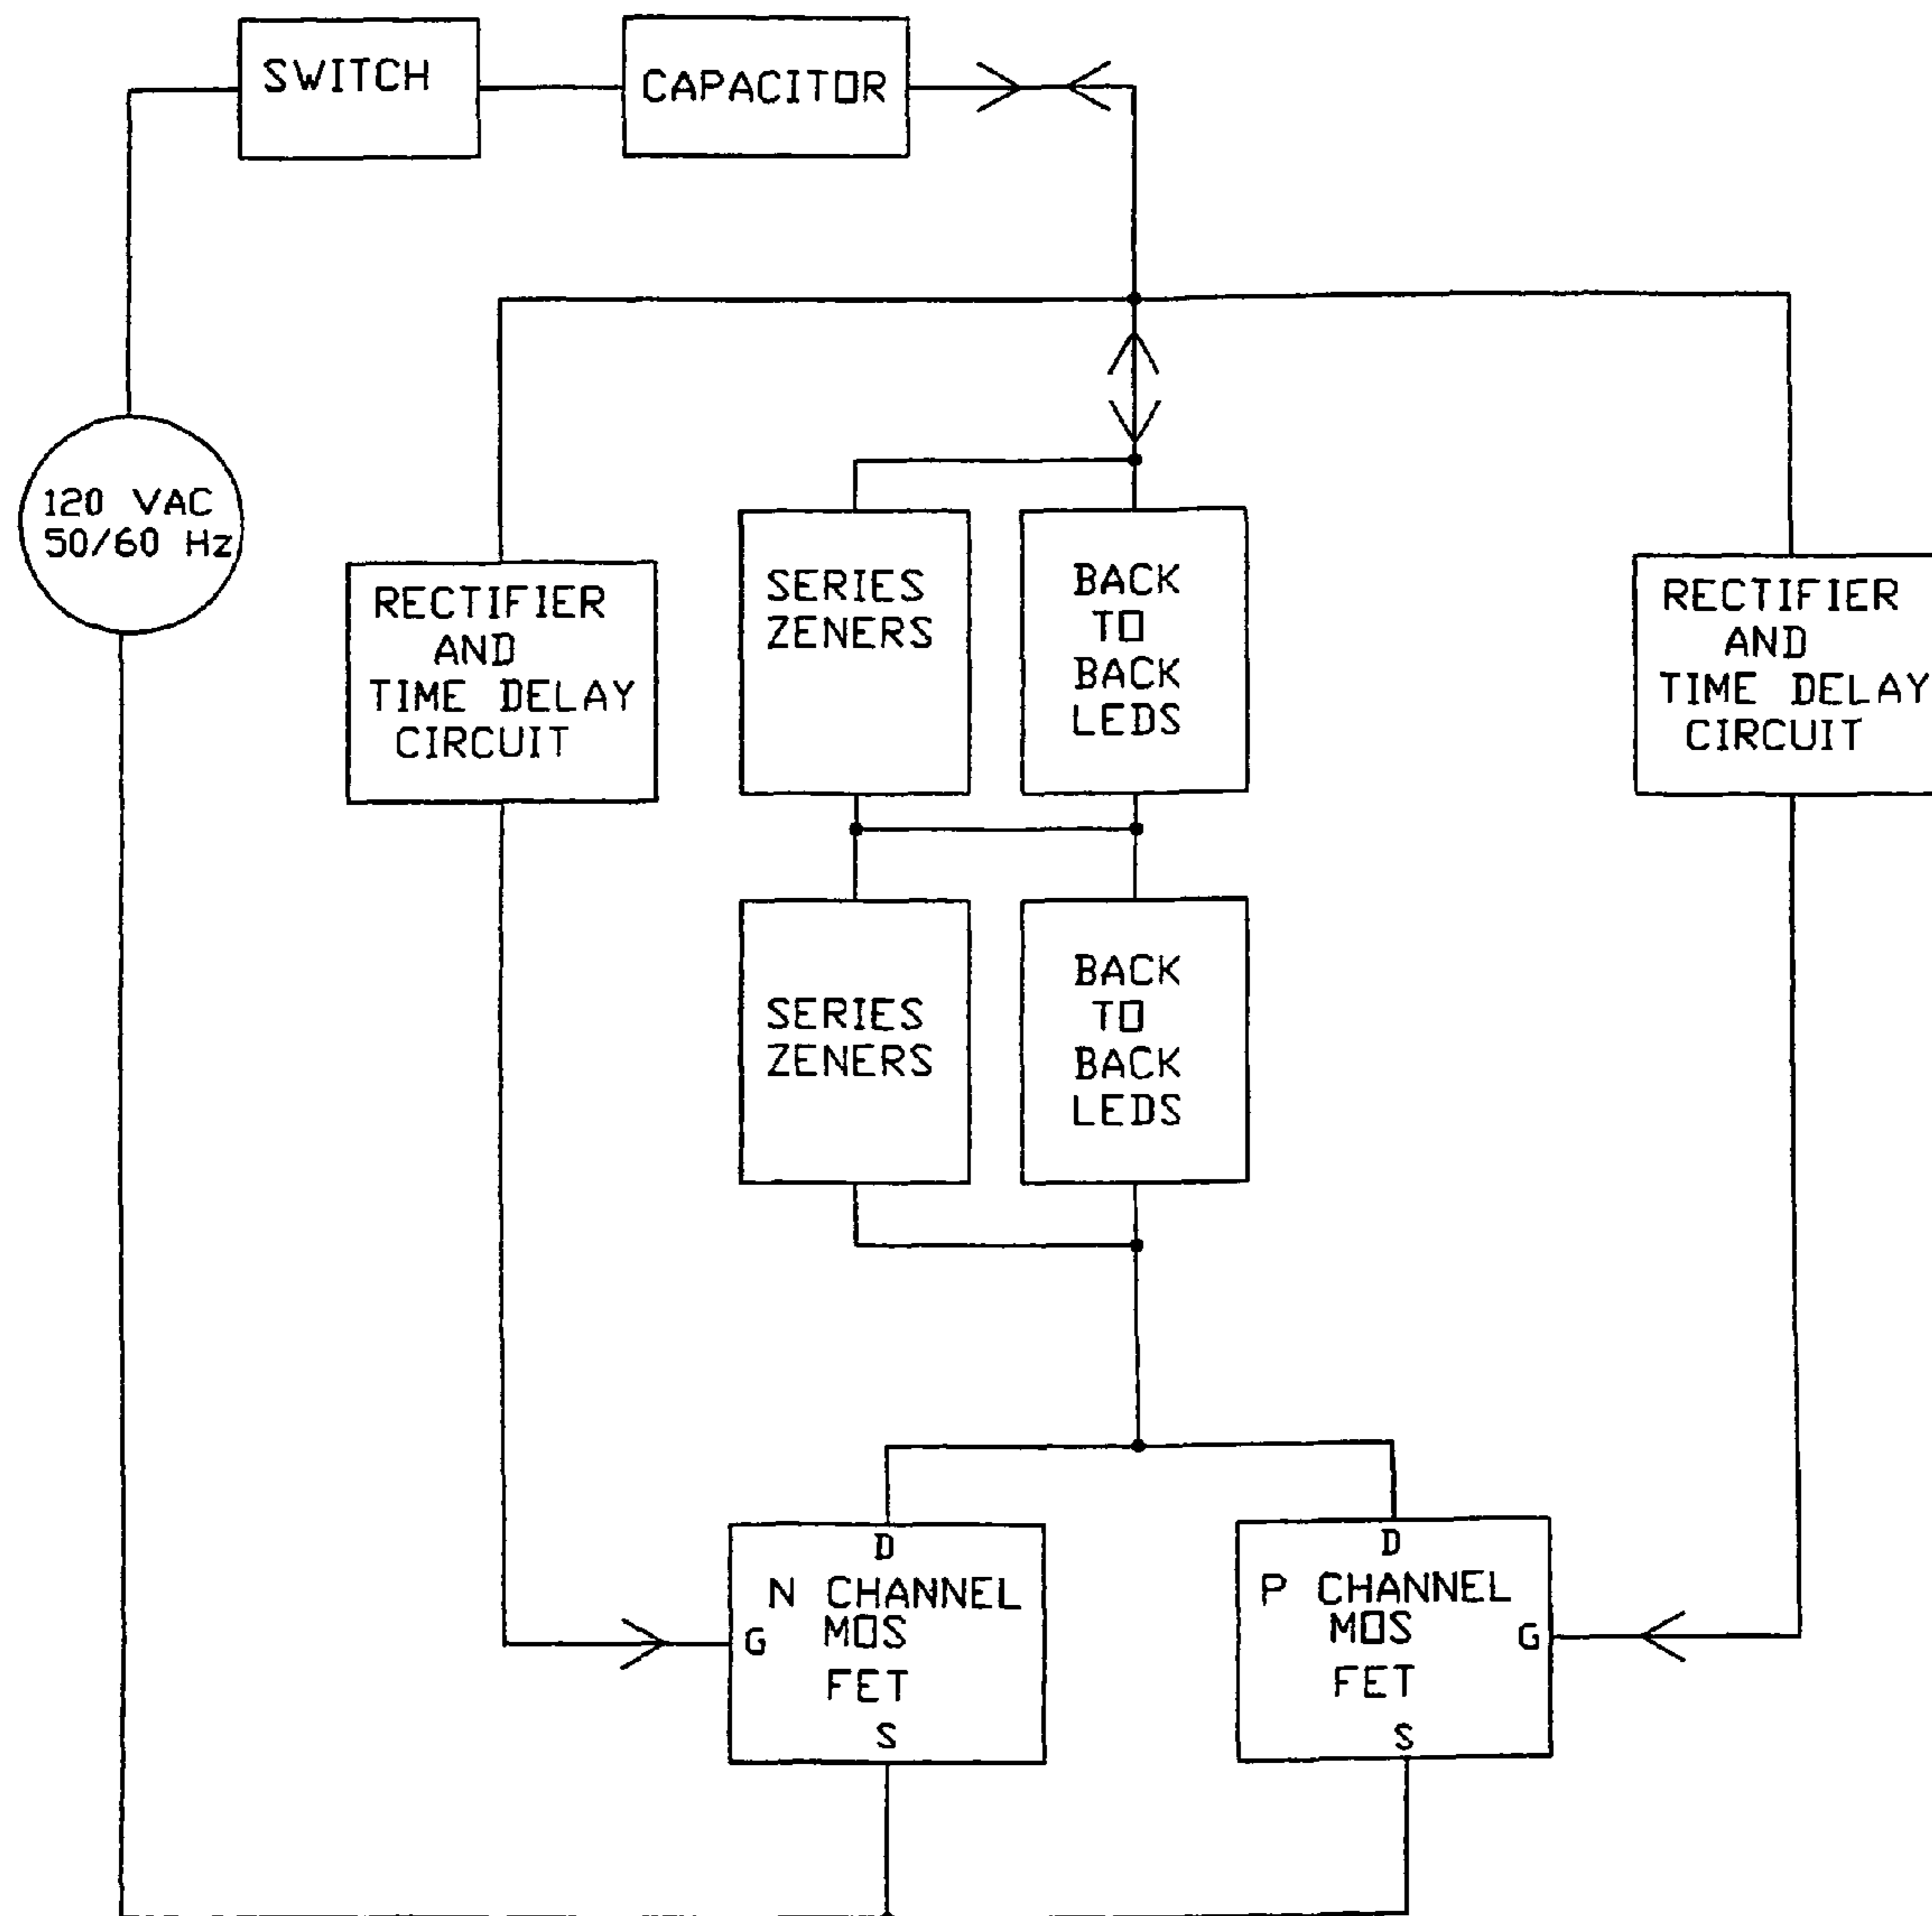 SWITCH
CAPACITOR
120 VAC
50/60 Hz
RECTIFIER
AND
TIME DELAY
CIRCUIT
SERIES
ZENERS
BACK
TO
BACK
LEDS
RECTIFIER
AND
TIME DELAY
CIRCUIT
SERIES
ZENERS
BACK
TO
BACK
LEDS
D
N CHANNEL
MOS
G
FET
S
D
P CHANNEL
MOS
G
FET
S